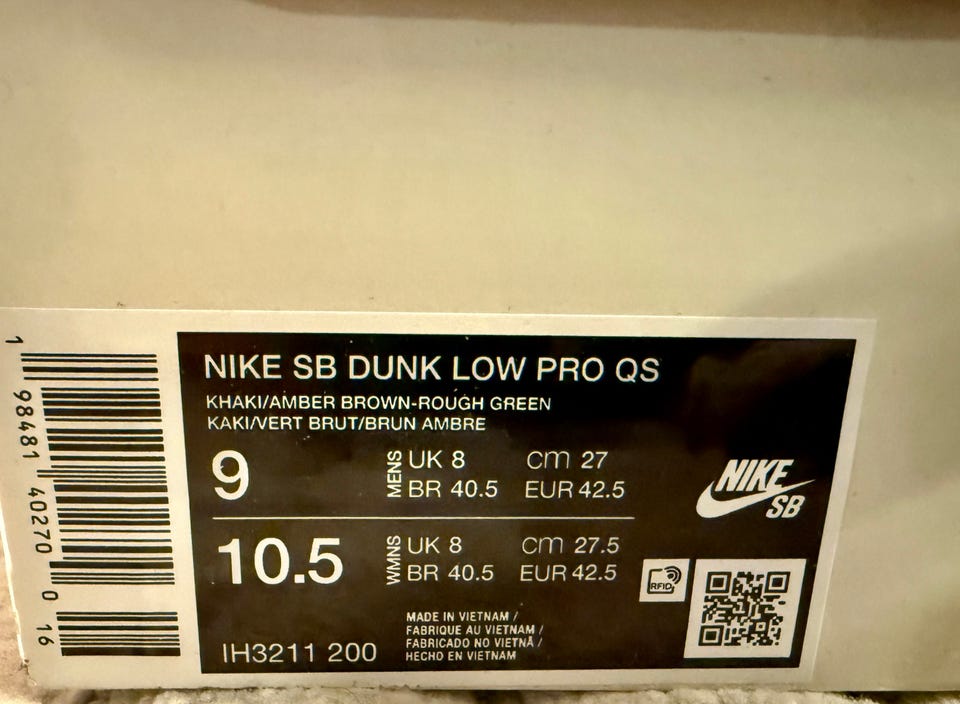 NIKE SB DUNK LOW PRO QS
KHAKI/AMBER BROWN-ROUGH GREEN
KAKI/VERT BRUT/BRUN AMBRE
9 MENS UK 8 cm 27
BR 40.5 EUR 42.5
10.5 WMNS UK 8 cm 27.5
BR 40.5 EUR 42.5
NIKE
SB
RFID
MADE IN VIETNAM /
FABRIQUE AU VIETNAM /
FABRICADO NO VIETNÃ /
HECHO EN VIETNAM
IH3211 200
1 98481 40270 0 16